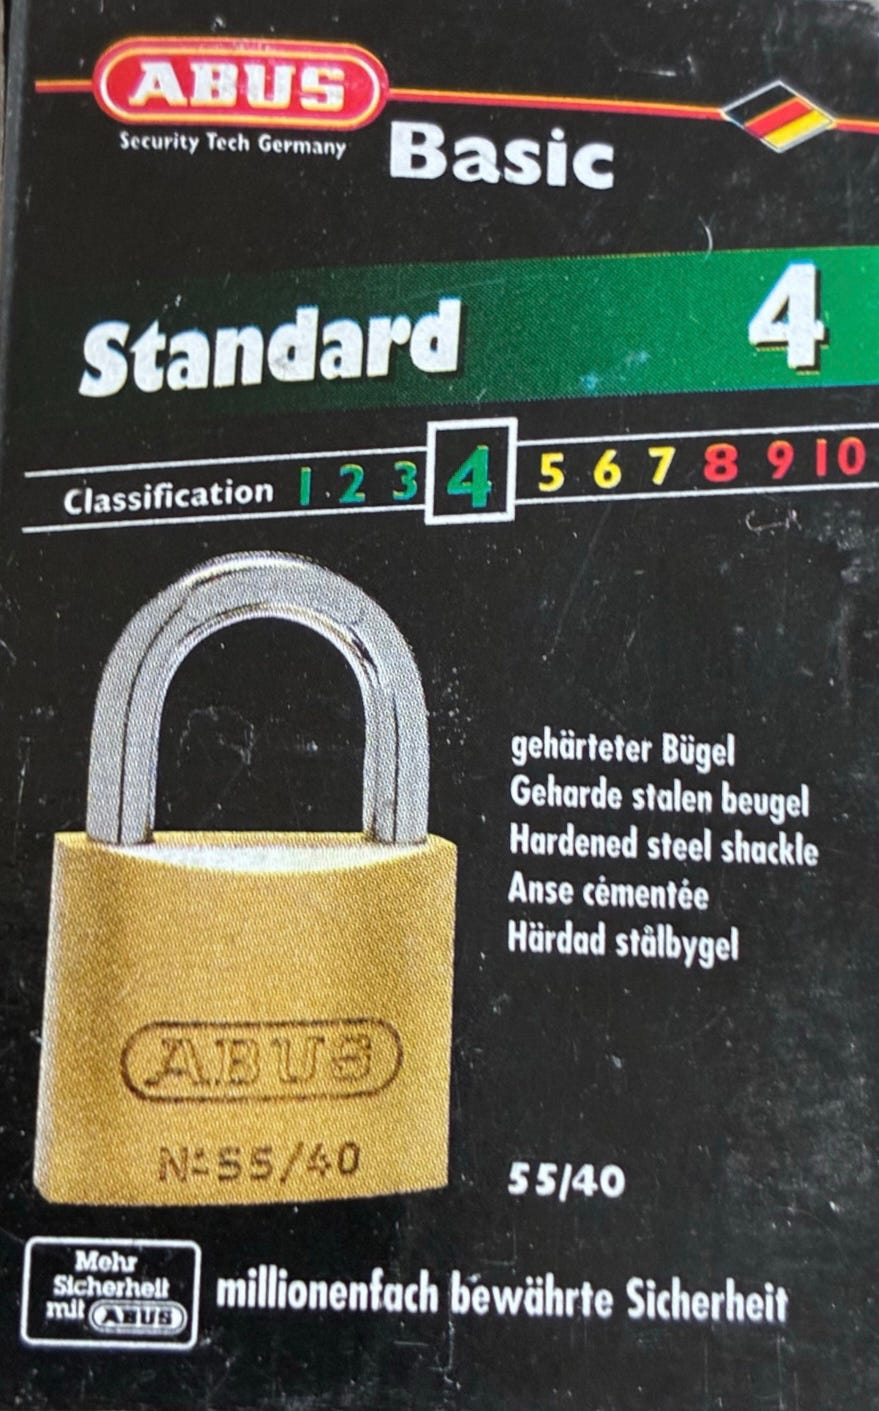 ABUS
Security Tech Germany
Basic
Standard 4
Classification 1 2 3 4 5 6 7 8 9 10
gehärteter Bügel
Geharde stalen beugel
Hardened steel shackle
Anse cémentée
Härdad stålbygel
ABUS
No 55/40
55/40
Mehr
Sicherheit
mit ABUS
millionenfach bewährte Sicherheit